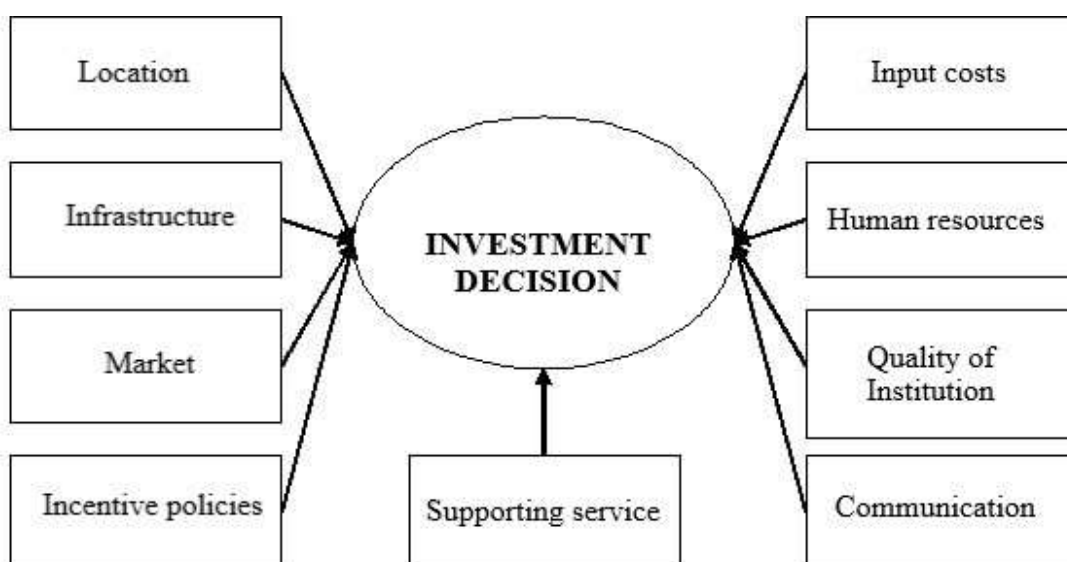 Location
Infrastructure
Market
Incentive policies
INVESTMENT
DECISION
Supporting service
Input costs
Human resources
Quality of
Institution
Communication